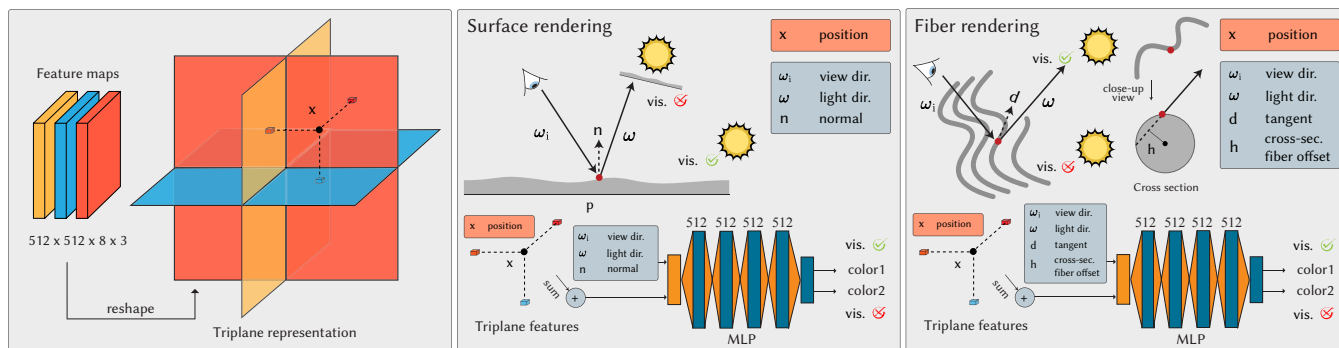 Feature maps
512 x 512 x 8 x 3
reshape
x
Triplane representation
Surface rendering
x position
ω_i view dir.
ω light dir.
n normal
vis.
vis.
ω_i
n
ω
p
x position
x
ω_i view dir.
ω light dir.
n normal
sum
+
Triplane features
512 512 512 512
MLP
vis.
color1
color2
vis.
Fiber rendering
x position
ω_i view dir.
ω light dir.
d tangent
h cross-sec.
fiber offset
vis.
vis.
ω_i
d
ω
close-up
view
h
Cross section
x position
x
ω_i view dir.
ω light dir.
d tangent
h cross-sec.
fiber offset
sum
+
Triplane features
512 512 512 512
MLP
vis.
color1
color2
vis.